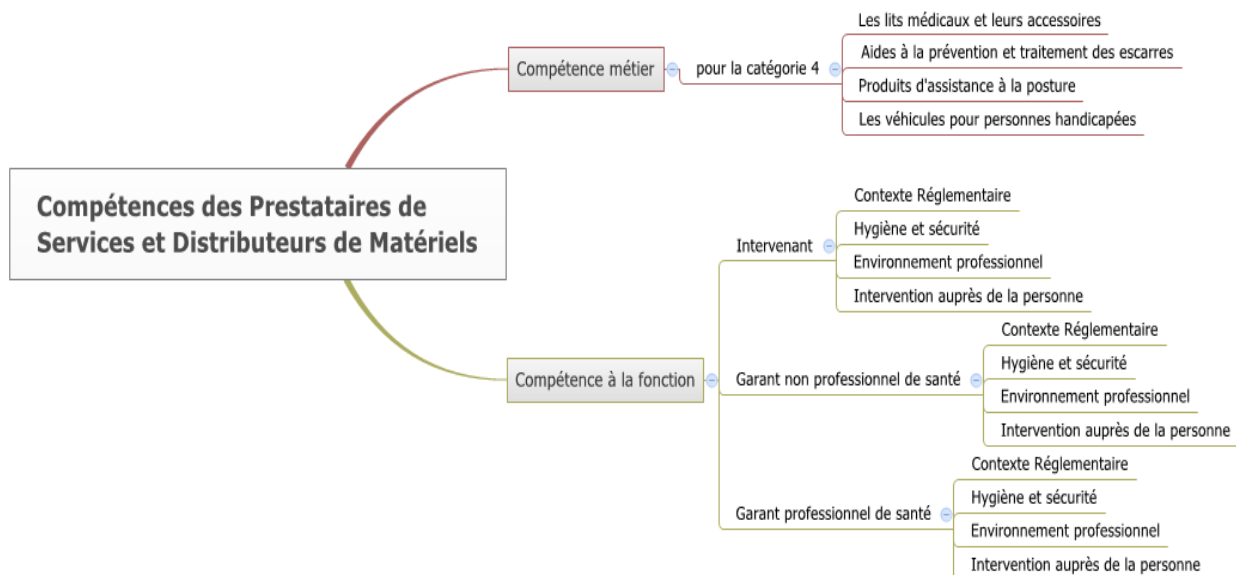 Compétences des Prestataires de
Services et Distributeurs de Matériels
Compétence métier
pour la catégorie 4
Les lits médicaux et leurs accessoires
Aides à la prévention et traitement des escarres
Produits d'assistance à la posture
Les véhicules pour personnes handicapées
Compétence à la fonction
Intervenant
Contexte Réglementaire
Hygiène et sécurité
Environnement professionnel
Intervention auprès de la personne
Garant non professionnel de santé
Contexte Réglementaire
Hygiène et sécurité
Environnement professionnel
Intervention auprès de la personne
Garant professionnel de santé
Contexte Réglementaire
Hygiène et sécurité
Environnement professionnel
Intervention auprès de la personne